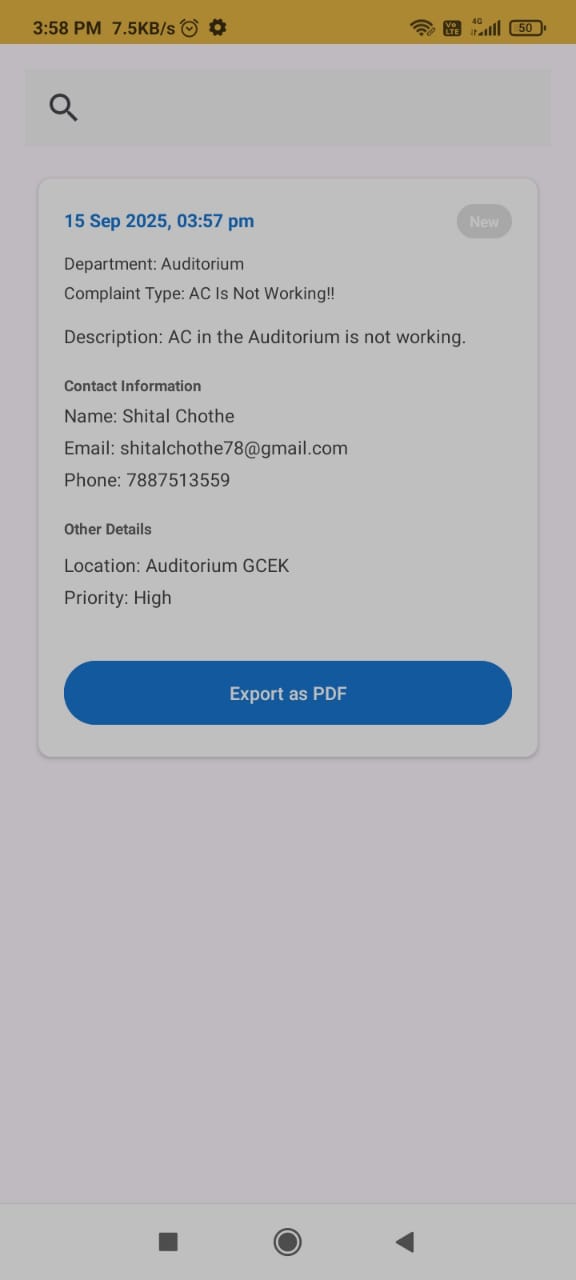 3:58 PM 7.5KB/s
Vo LTE 4G 50
15 Sep 2025, 03:57 pm
New
Department: Auditorium
Complaint Type: AC Is Not Working!!
Description: AC in the Auditorium is not working.
Contact Information
Name: Shital Chothe
Email: shitalchothe78@gmail.com
Phone: 7887513559
Other Details
Location: Auditorium GCEK
Priority: High
Export as PDF